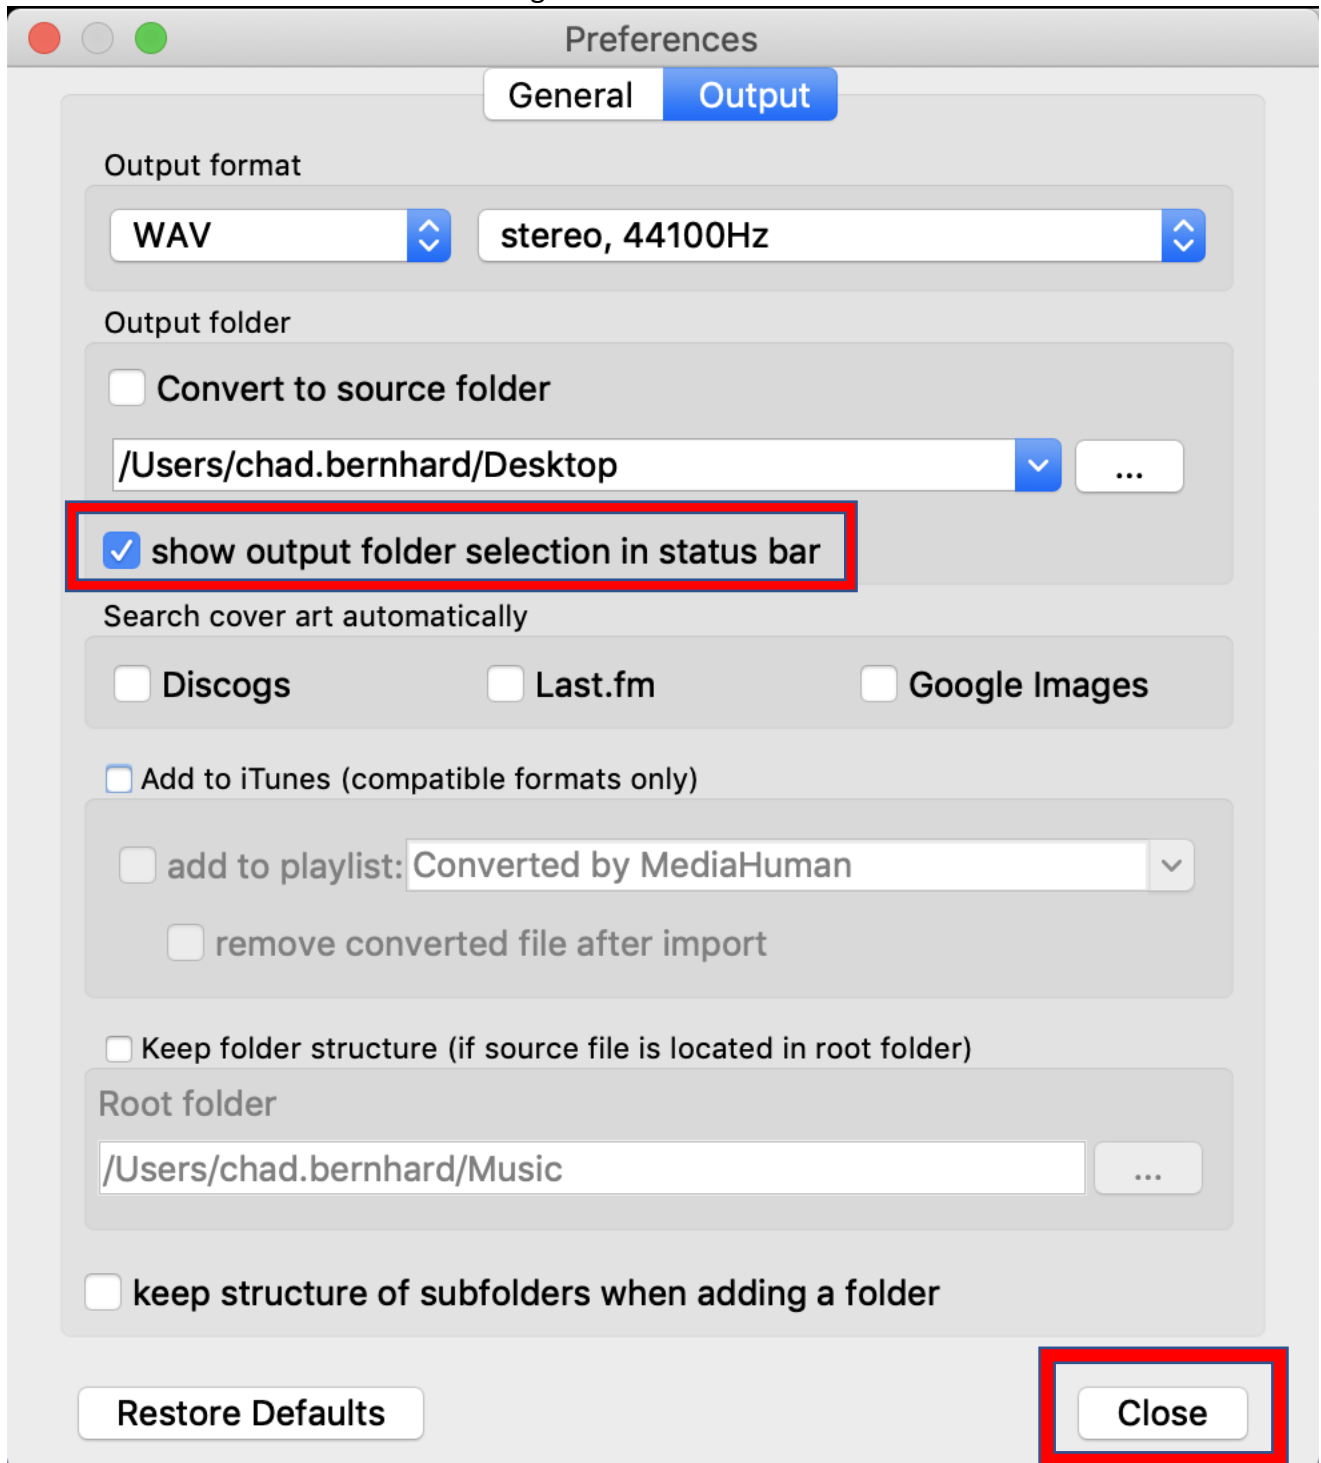 Preferences
General Output
Output format
WAV stereo, 44100Hz
Output folder
Convert to source folder
/Users/chad.bernhard/Desktop ...
show output folder selection in status bar
Search cover art automatically
Discogs Last.fm Google Images
Add to iTunes (compatible formats only)
add to playlist: Converted by MediaHuman
remove converted file after import
Keep folder structure (if source file is located in root folder)
Root folder
/Users/chad.bernhard/Music ...
keep structure of subfolders when adding a folder
Restore Defaults Close